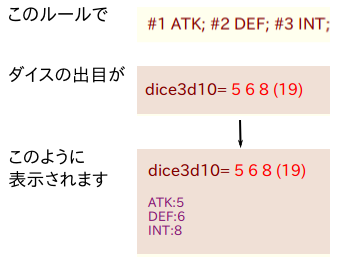 このルールで
#1 ATK; #2 DEF; #3 INT;
ダイスの出目が
dice3d10= 5 6 8 (19)
このように
表示されます
dice3d10= 5 6 8 (19)
ATK:5
DEF:6
INT:8